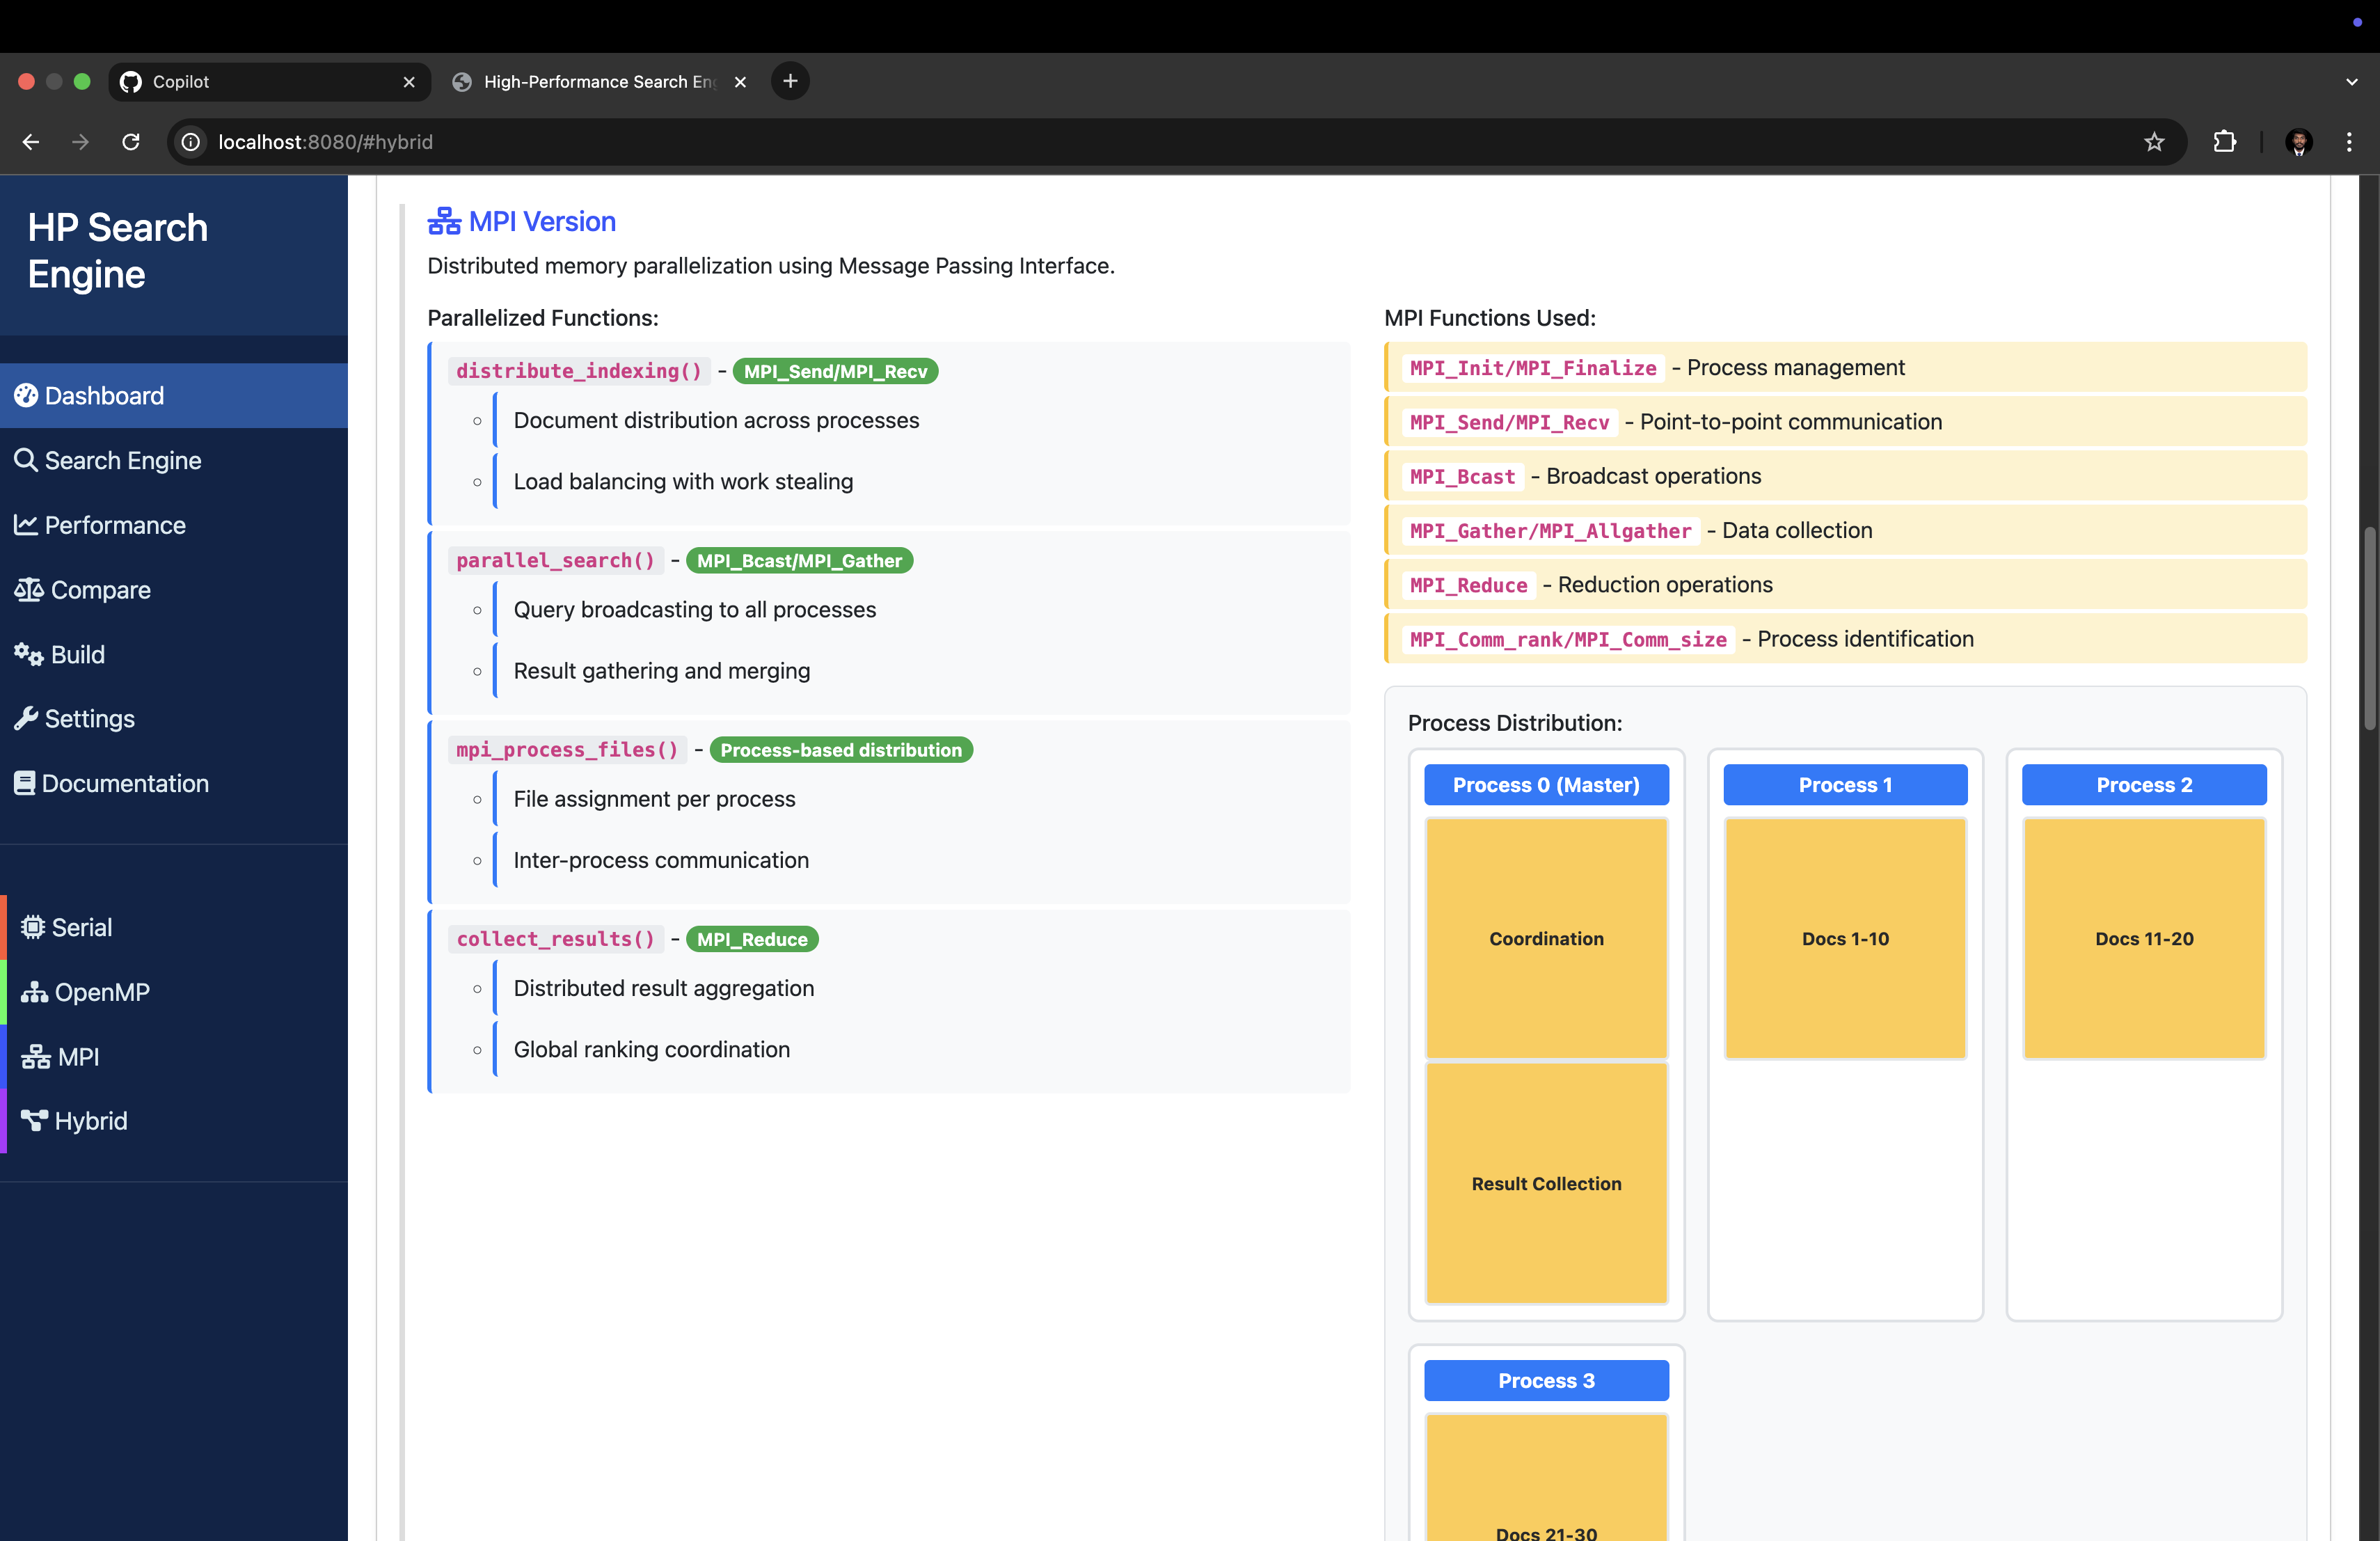 Copilot
High-Performance Search En
localhost:8080/#hybrid
HP Search
Engine
Dashboard
Search Engine
Performance
Compare
Build
Settings
Documentation
Serial
OpenMP
MPI
Hybrid
MPI Version
Distributed memory parallelization using Message Passing Interface.
Parallelized Functions:
distribute_indexing() - MPI_Send/MPI_Recv
Document distribution across processes
Load balancing with work stealing
parallel_search() - MPI_Bcast/MPI_Gather
Query broadcasting to all processes
Result gathering and merging
mpi_process_files() - Process-based distribution
File assignment per process
Inter-process communication
collect_results() - MPI_Reduce
Distributed result aggregation
Global ranking coordination
MPI Functions Used:
MPI_Init/MPI_Finalize - Process management
MPI_Send/MPI_Recv - Point-to-point communication
MPI_Bcast - Broadcast operations
MPI_Gather/MPI_Allgather - Data collection
MPI_Reduce - Reduction operations
MPI_Comm_rank/MPI_Comm_size - Process identification
Process Distribution:
Process 0 (Master)
Coordination
Result Collection
Process 1
Docs 1-10
Process 2
Docs 11-20
Process 3
Docs 21-30